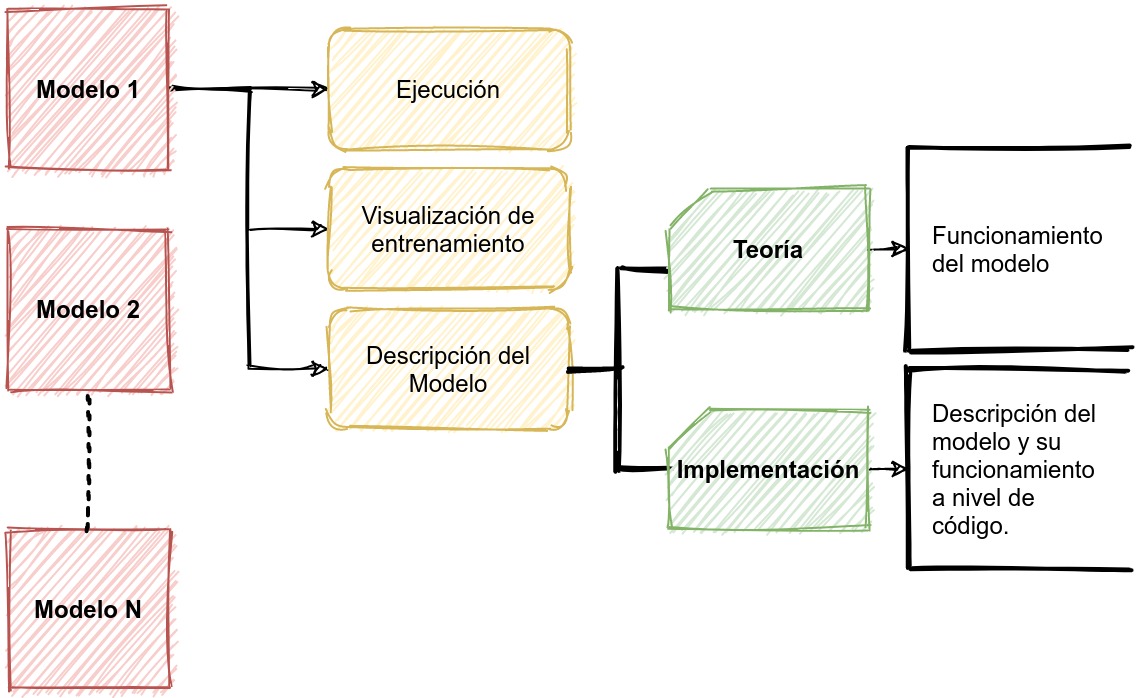 Modelo 1
Ejecución
Visualización de
entrenamiento
Modelo 2
Descripción del
Modelo
Teoría
Funcionamiento
del modelo
Implementación
Descripción del
modelo y su
funcionamiento
a nivel de
código.
Modelo N